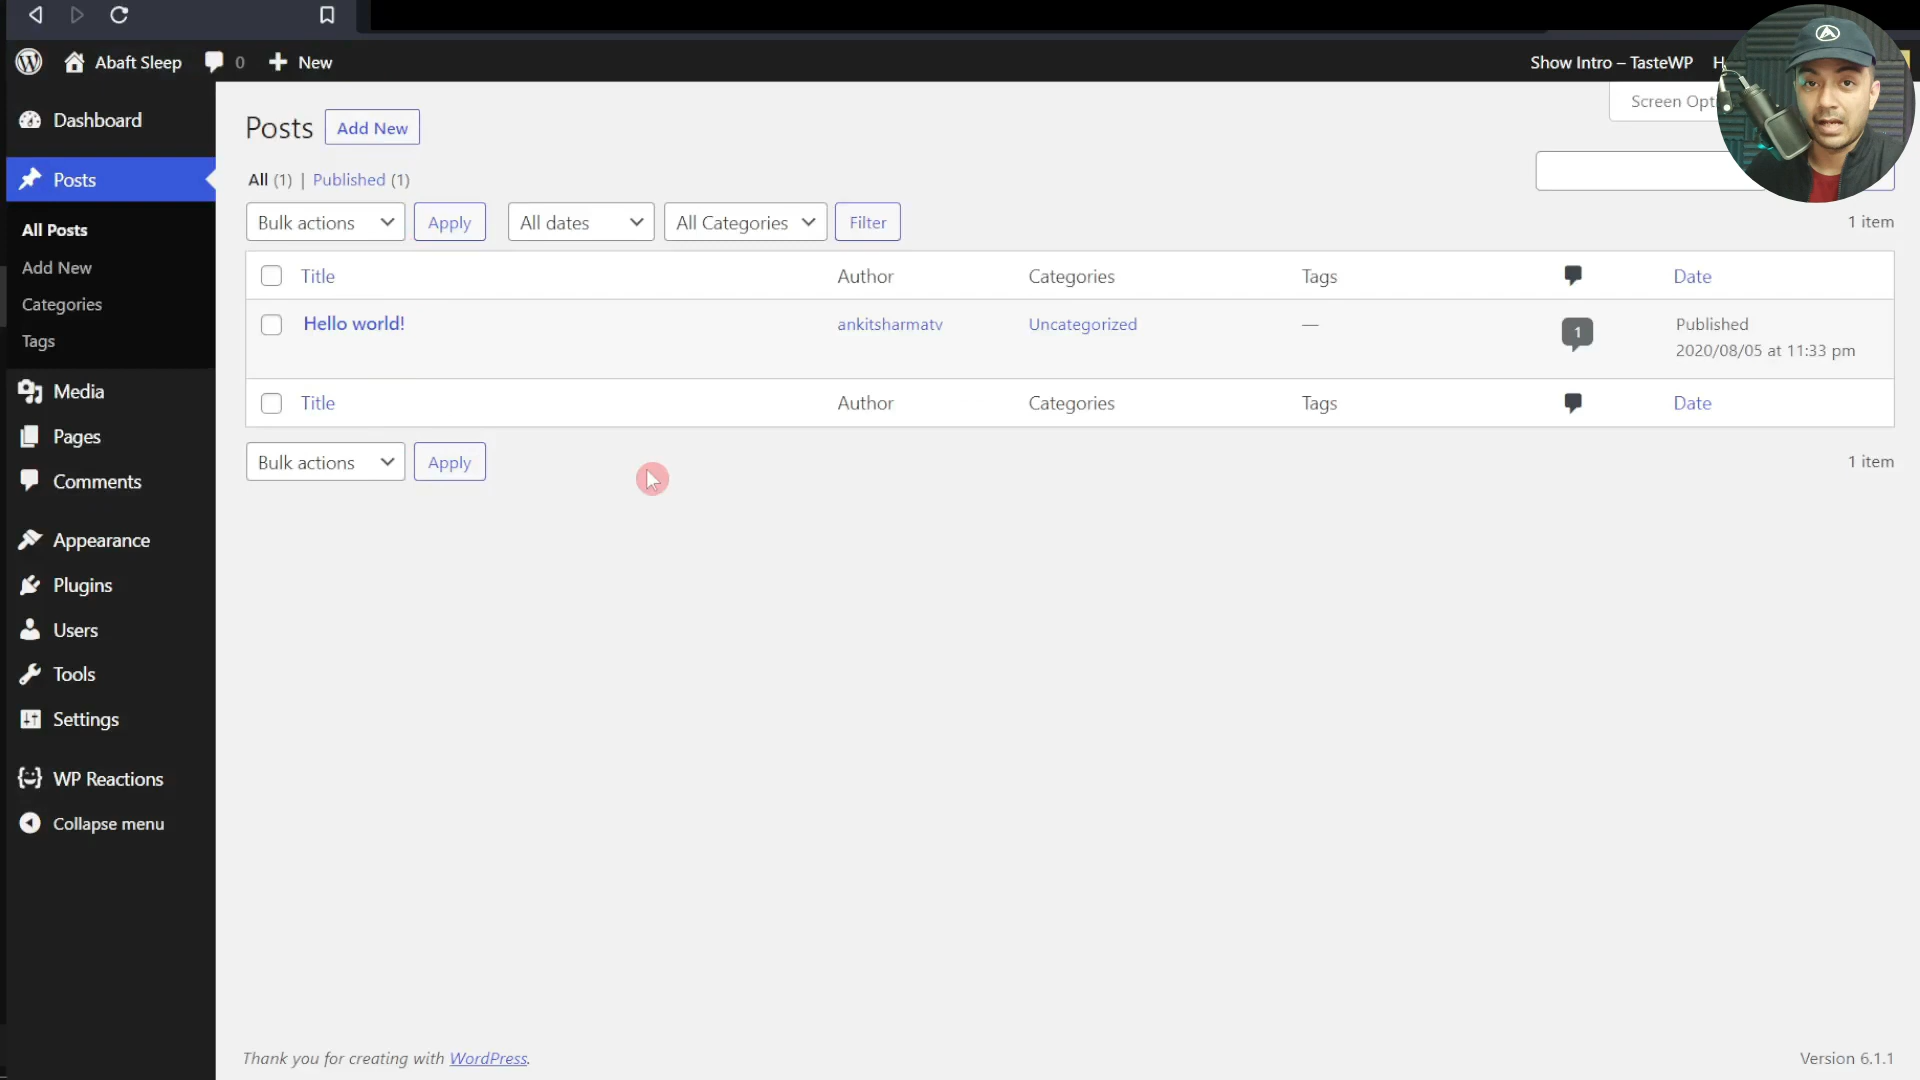 Abaft Sleep 0 New Show Intro – TasteWP
Dashboard
Posts
All Posts
Add New
Categories
Tags
Media
Pages
Comments
Appearance
Plugins
Users
Tools
Settings
WP Reactions
Collapse menu
Posts Add New
Screen
All (1) | Published (1)
Bulk actions Apply All dates All Categories Filter 1 item
Title Author Categories Tags Date
Hello world! ankitsharmatv Uncategorized — 1 Published
2020/08/05 at 11:33 pm
Title Author Categories Tags Date
Bulk actions Apply 1 item
Thank you for creating with WordPress. Version 6.1.1